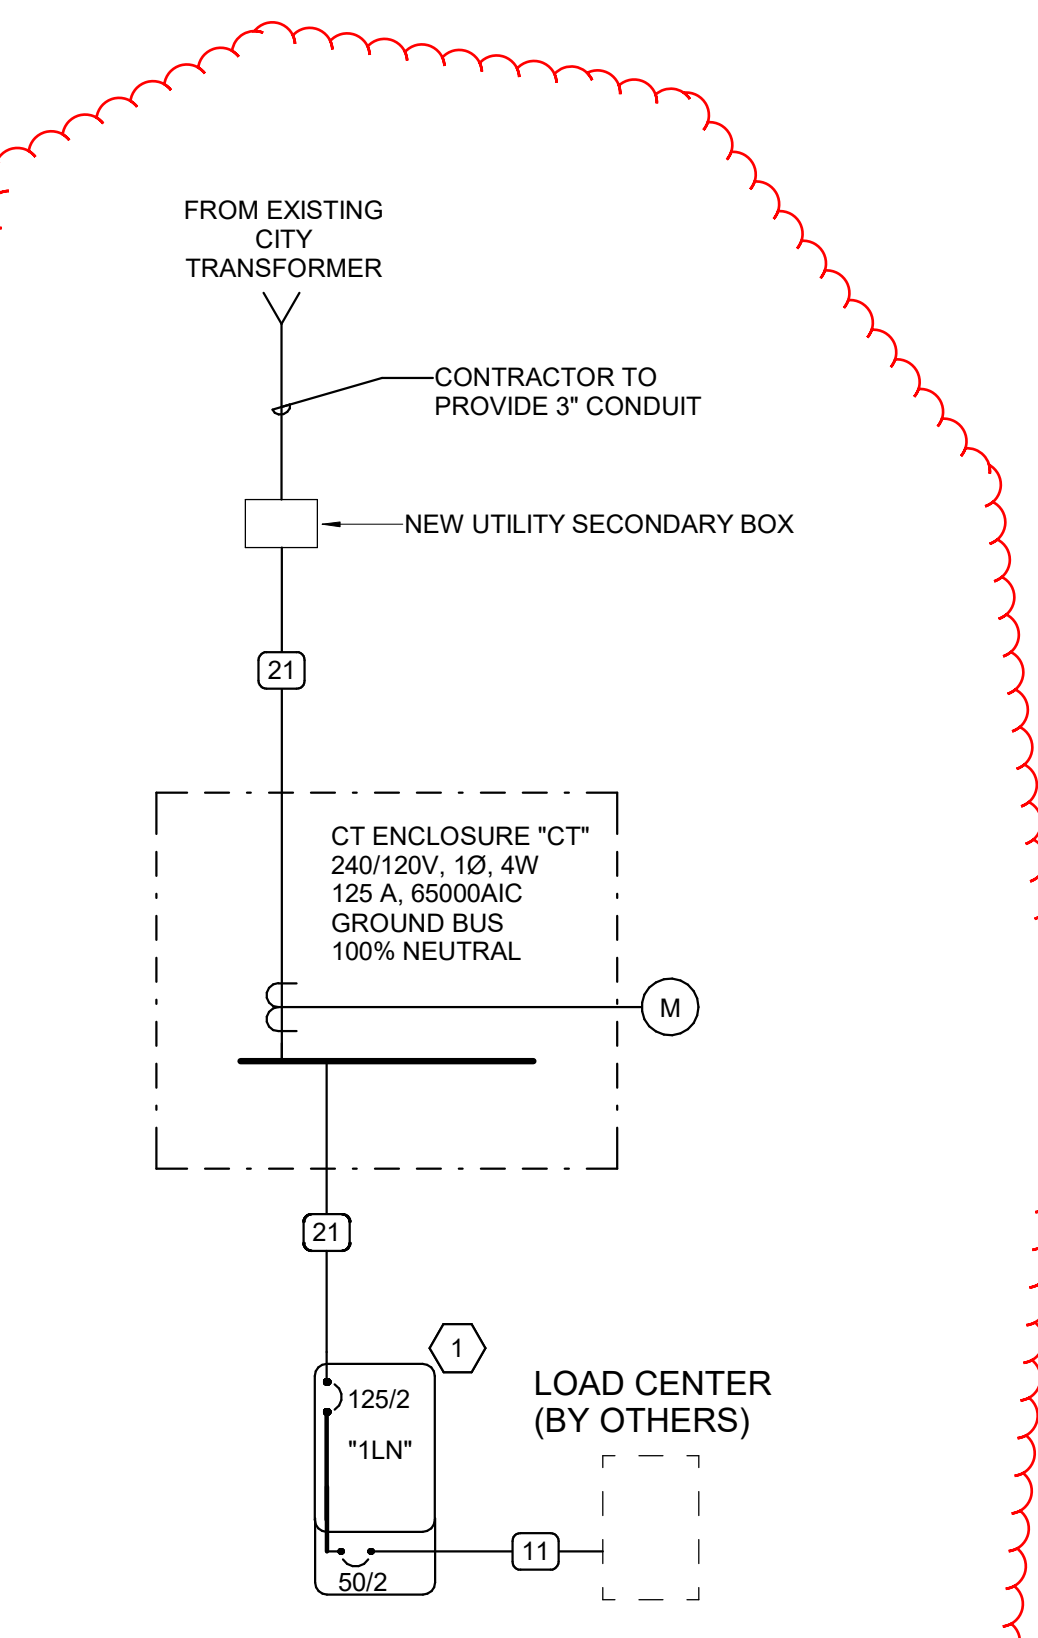 FROM EXISTING
CITY
TRANSFORMER
CONTRACTOR TO
PROVIDE 3" CONDUIT
NEW UTILITY SECONDARY BOX
21
CT ENCLOSURE "CT"
240/120V, 1Ø, 4W
125 A, 65000AIC
GROUND BUS
100% NEUTRAL
M
21
1
125/2
"1LN"
LOAD CENTER
(BY OTHERS)
11
50/2